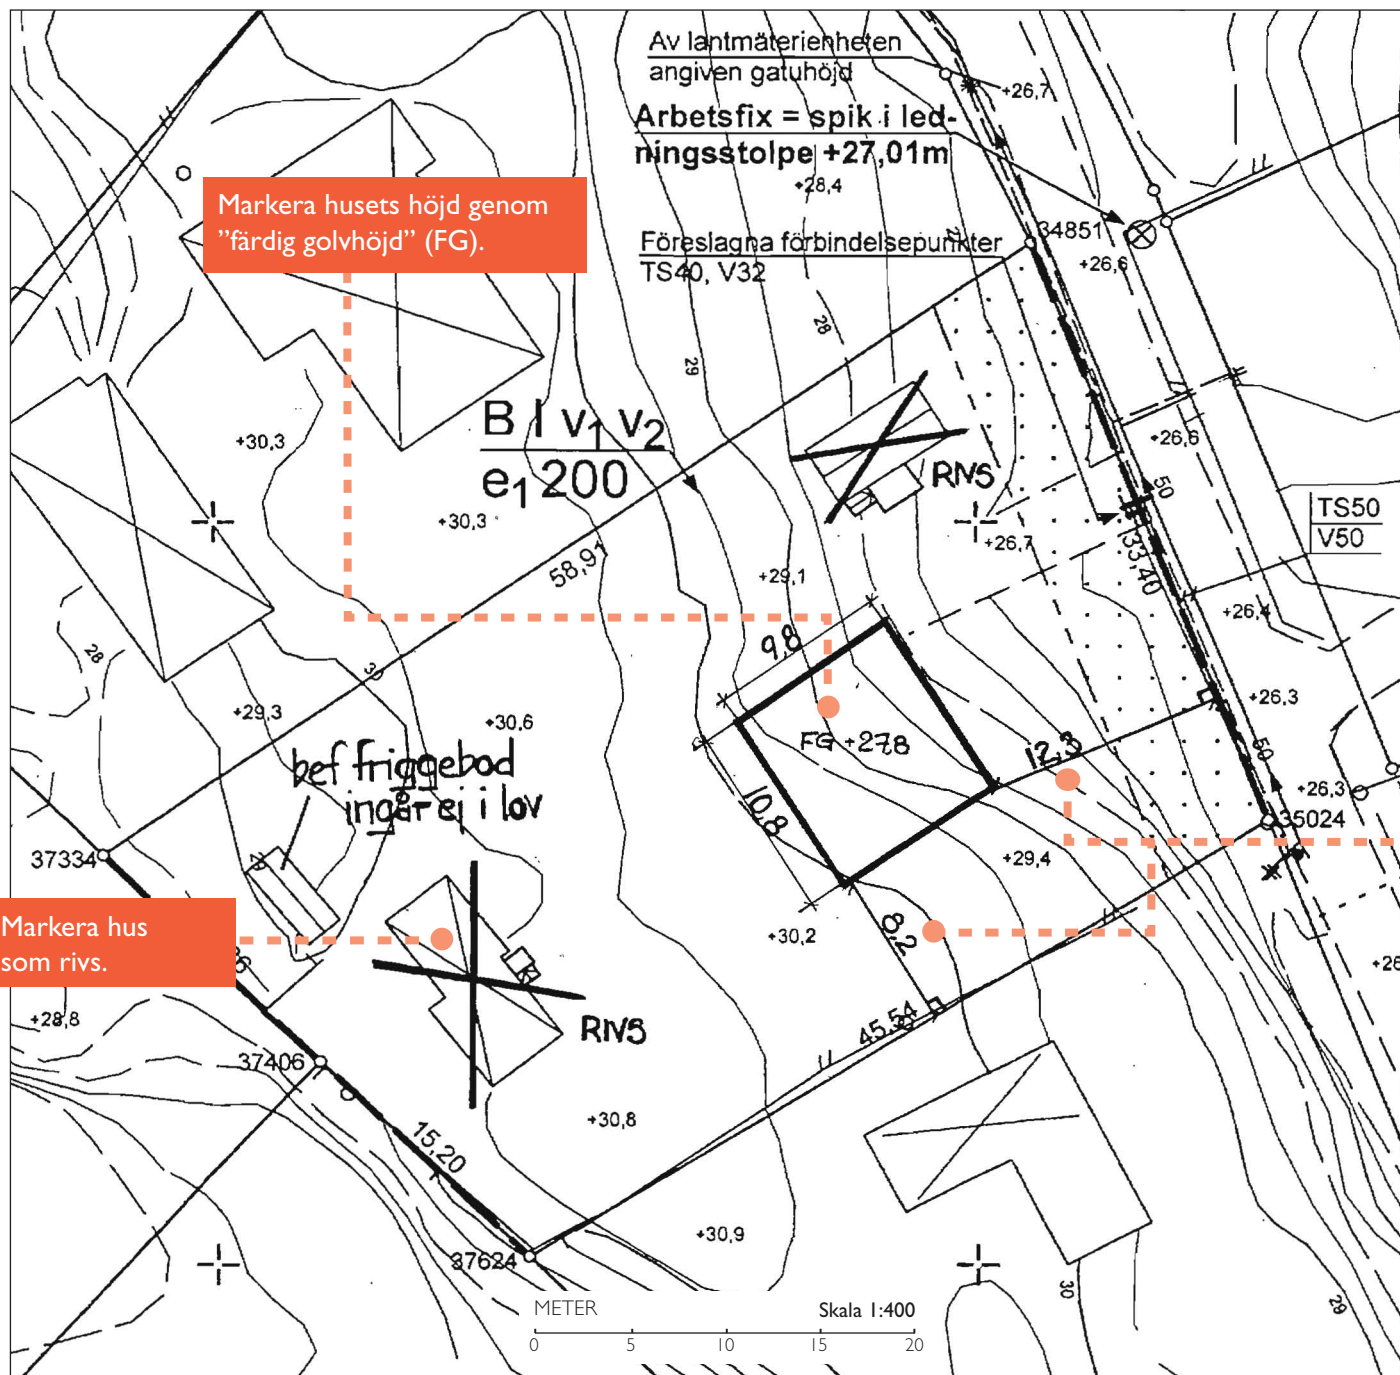 Av lantmäterienheten
angiven gatuhöjd
+26,7
Arbetsfix = spik i led-
ningsstolpe +27,01m
+28,4
Markera husets höjd genom
”färdig golvhöjd” (FG).
Föreslagna förbindelsepunkter
TS40, V32
34851
+26,6
28
29
B I v1 v2
e1 200
+30,3
+30,3
RIVS
+26,6
50
TS50
V50
+26,7
133,40
58,91
+29,1
+26,4
9,8
28
30
+29,3
+30,6
+26,3
FG +27,8
12,3
50
bef friggebod
ingår ej i lov
10,8
+26,3
35024
37334
+29,4
Markera hus
som rivs.
8,2
+30,2
+28,8
RIVS
45,54
37406
+30,8
15,20
+30,9
37624
30
29
METER
Skala 1:400
0 5 10 15 20